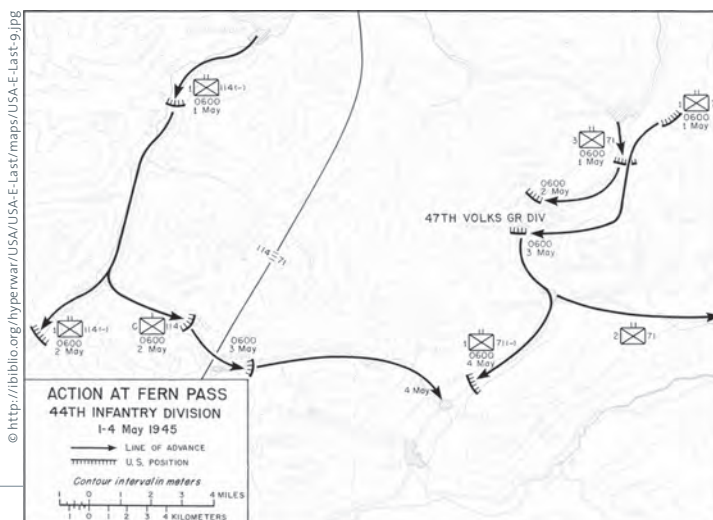 © http://ibiblio.org/hyperwar/USA/USA-E-Last/maps/USA-E-Last-9.jpg
1 114(-)
0600
1 May
3 71
0600
1 May
1
0600
1 May
0600
2 May
47TH VOLKS GR DIV
0600
3 May
114 71
1 114(-)
0600
2 May
G 114
0600
2 May
0600
3 May
1 71(-)
0600
4 May
2 71
4 May
ACTION AT FERN PASS
44TH INFANTRY DIVISION
1-4 May 1945
LINE OF ADVANCE
U.S. POSITION
Contour interval in meters
1 0 1 2 3 4 MILES
1 0 1 2 3 4 KILOMETERS